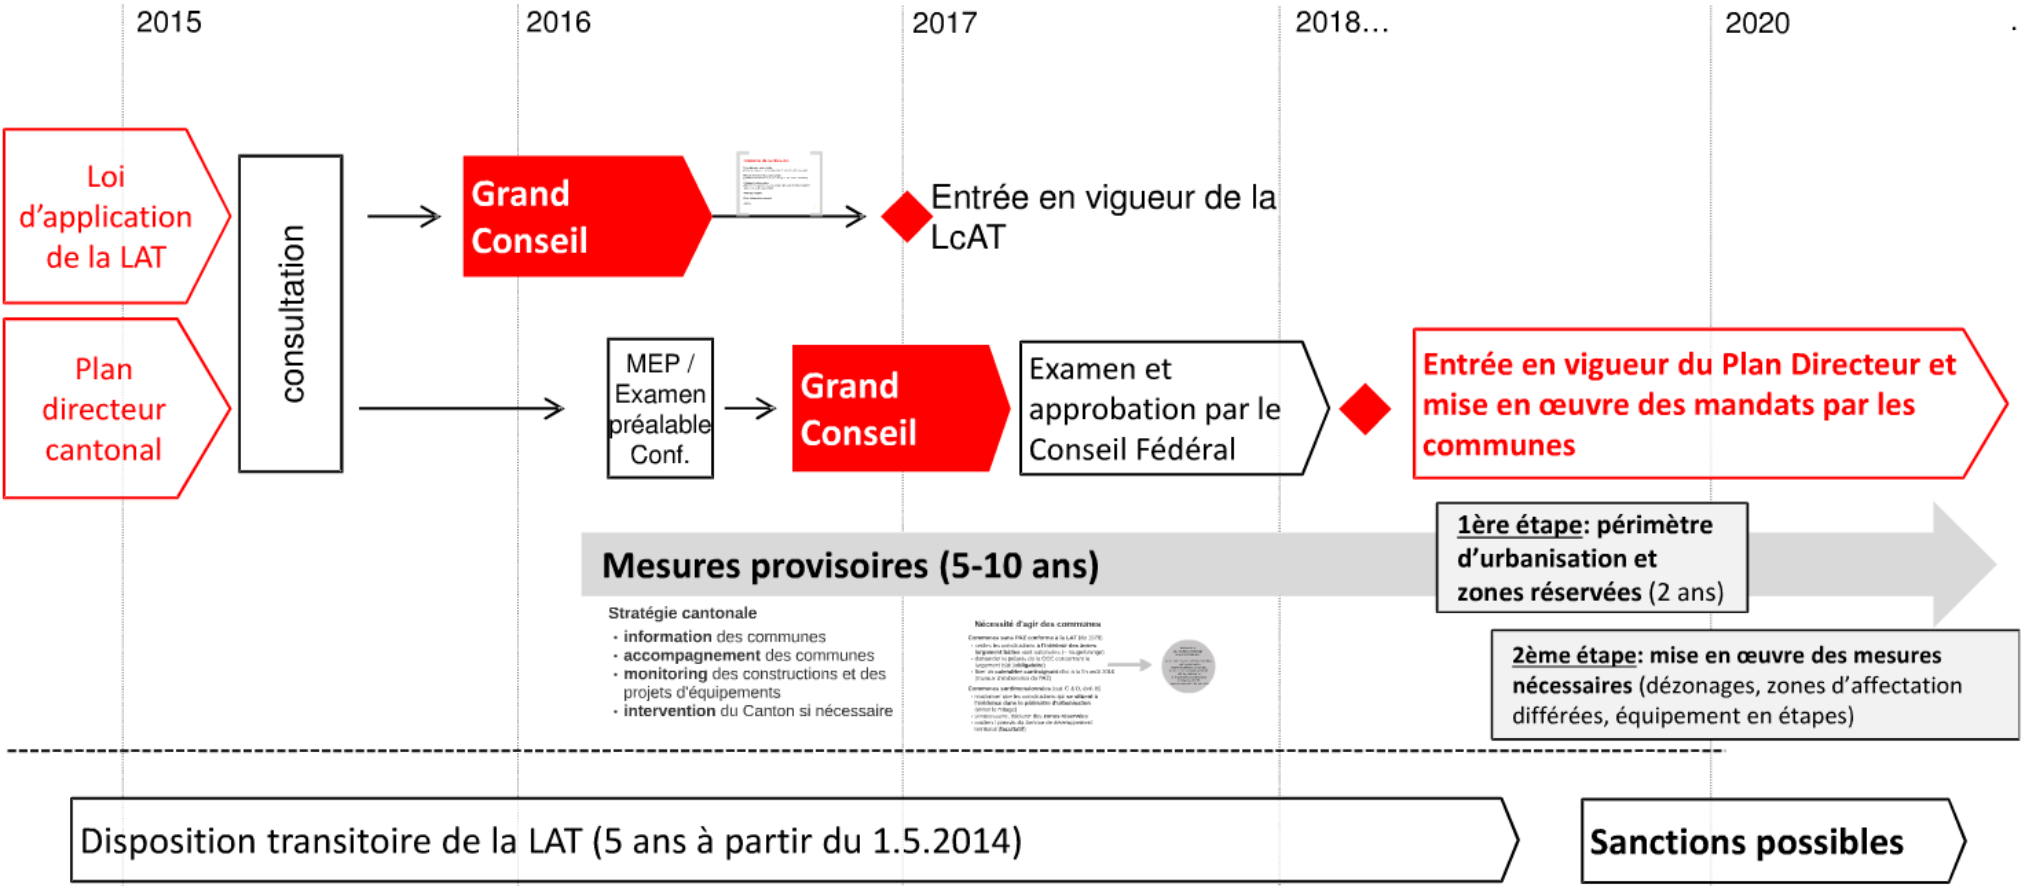 2015
2016
2017
2018...
2020
.
Loi
d'application
de la LAT
consultation
Grand
Conseil
Entrée en vigueur de la
LcAT
Plan
directeur
cantonal
MEP /
Examen
préalable
Conf.
Grand
Conseil
Examen et
approbation par le
Conseil Fédéral
Entrée en vigueur du Plan Directeur et
mise en œuvre des mandats par les
communes
Mesures provisoires (5-10 ans)
1ère étape: périmètre
d'urbanisation et
zones réservées (2 ans)
Stratégie cantonale
• information des communes
• accompagnement des communes
• monitoring des constructions et des
projets d'équipements
• intervention du Canton si nécessaire
Nécessité d'agir des communes
2ème étape: mise en œuvre des mesures
nécessaires (dézonages, zones d'affectation
différées, équipement en étapes)
Disposition transitoire de la LAT (5 ans à partir du 1.5.2014)
Sanctions possibles